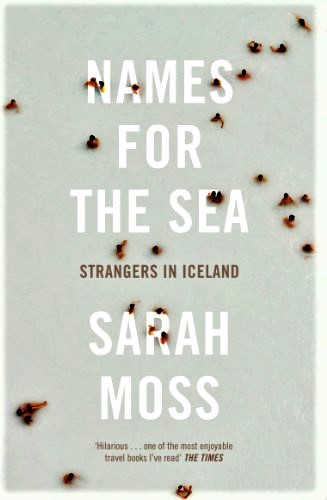 NAMES
FOR
THE SEA
STRANGERS IN ICELAND
SARAH
MOSS
‘Hilarious . . . one of the most enjoyable
travel books I’ve read’ THE TIMES